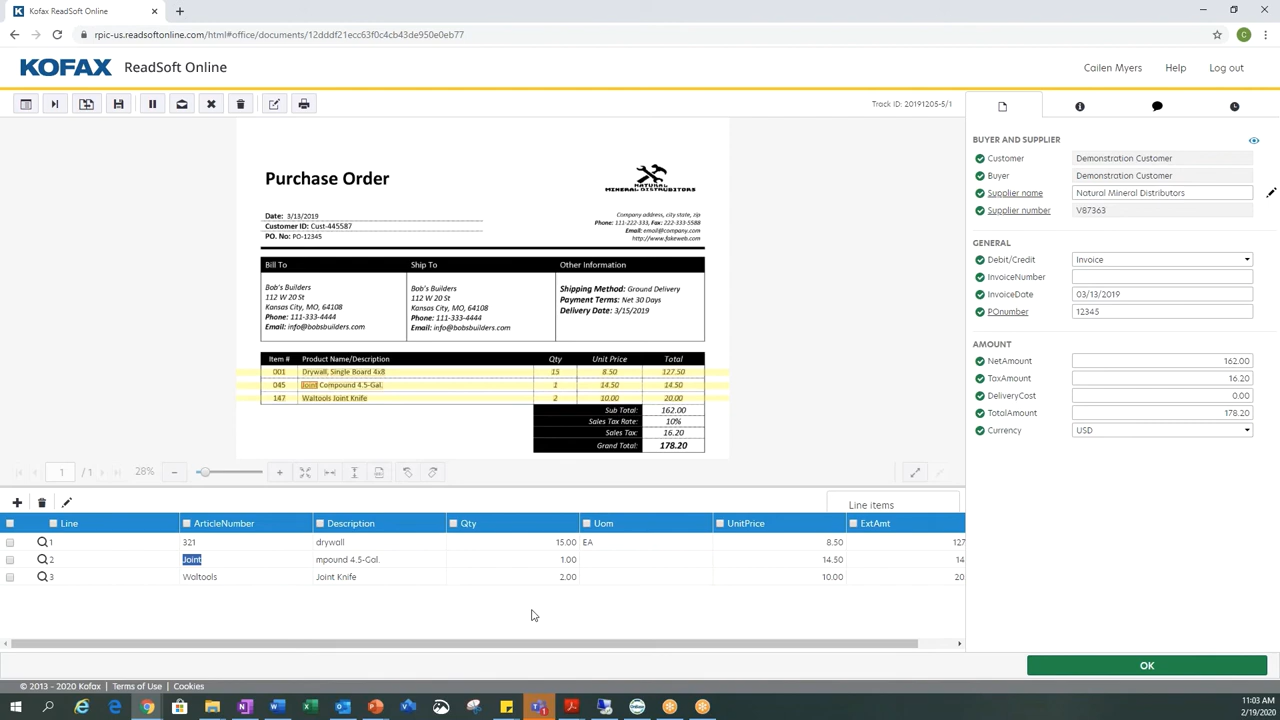 Kofax ReadSoft Online
rpic-us.readsoftonline.com/html#office/documents/12dddf21ecc63f0c4cb43de950e0eb77
C
KOFAX ReadSoft Online
Cailen Myers Help Log out
Track ID: 20191205-5/1
Purchase Order
NATURAL
MINERAL DISTRUBITORS
Date: 3/13/2019
Customer ID: Cust-445587
PO. No: PO-12345
Company address, city state, zip
Phone: 111-222-333, Fax: 222-333-5588
Email: email@company.com
http://www.fskeweb.com
Bill To Ship To Other Information
Bob's Builders
112 W 20 St
Kansas City, MO, 64108
Phone: 111-333-4444
Email: info@bobsbuilders.com
Bob's Builders
112 W 20 St
Kansas City, MO, 64108
Phone: 111-333-4444
Email: info@bobsbuilders.com
Shipping Method: Ground Delivery
Payment Terms: Net 30 Days
Delivery Date: 3/15/2019
Item # Product Name/Description Qty Unit Price Total
001 Drywall, Single Board 4x8 15 8.50 127.50
045 Joint Compound 4.5-Gal. 1 14.50 14.50
147 Waltools Joint Knife 2 10.00 20.00
Sub Total: 162.00
Sales Tax Rate: 10%
Sales Tax: 16.20
Grand Total: 178.20
1 / 1 28%
BUYER AND SUPPLIER
Customer Demonstration Customer
Buyer Demonstration Customer
Supplier name Natural Mineral Distributors
Supplier number V87363
GENERAL
Debit/Credit Invoice
InvoiceNumber
InvoiceDate 03/13/2019
POnumber 12345
AMOUNT
NetAmount 162.00
TaxAmount 16.20
DeliveryCost 0.00
TotalAmount 178.20
Currency USD
Line items
Line ArticleNumber Description Qty Uom UnitPrice ExtAmt
1 321 drywall 15.00 EA 8.50 127
2 Joint mpound 4.5-Gal. 1.00 14.50 14
3 Waltools Joint Knife 2.00 10.00 20
OK
© 2013 - 2020 Kofax | Terms of Use | Cookies
11:03 AM
2/19/2020